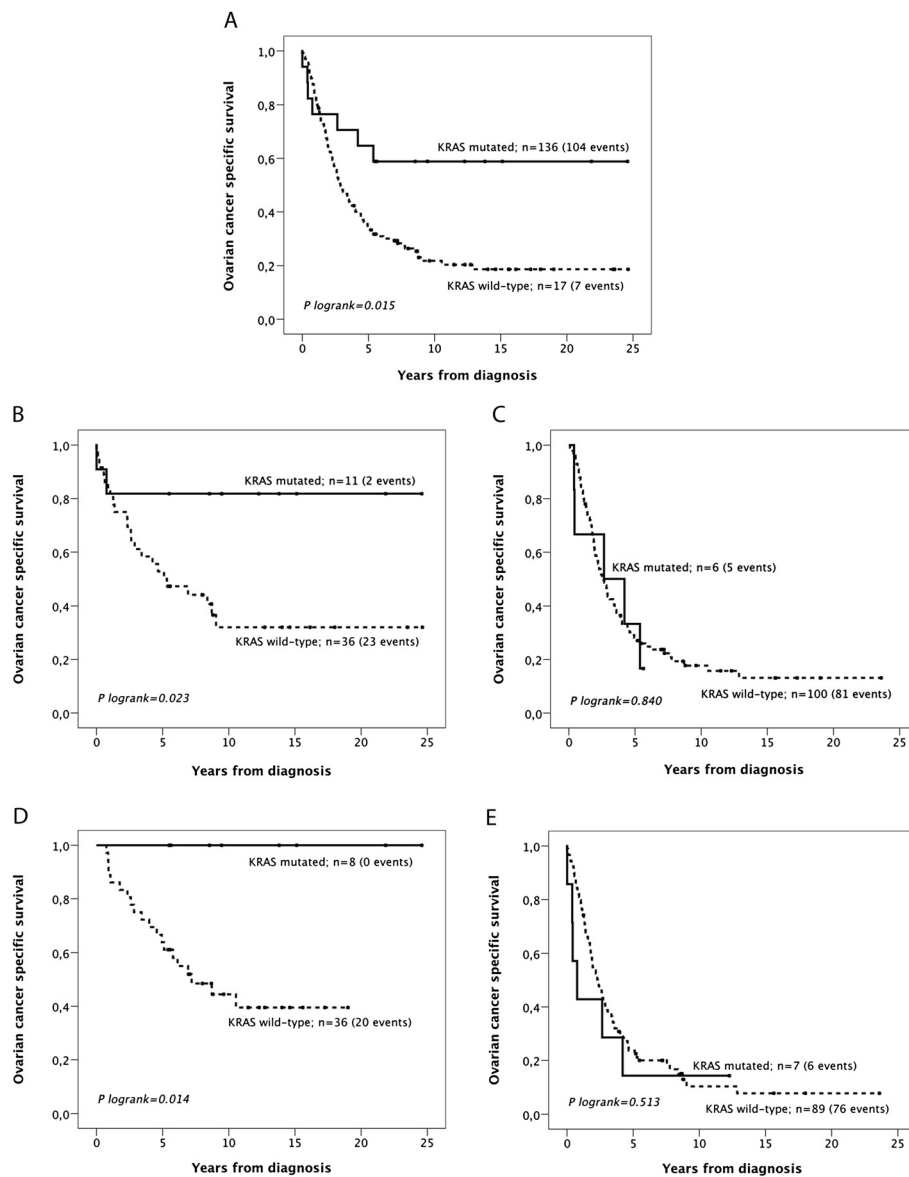 A
Ovarian cancer specific survival
1,0
0,8
0,6
0,4
0,2
0,0
KRAS mutated; n=136 (104 events)
KRAS wild-type; n=17 (7 events)
P logrank=0.015
0 5 10 15 20 25
Years from diagnosis
B
Ovarian cancer specific survival
1,0
0,8
0,6
0,4
0,2
0,0
KRAS mutated; n=11 (2 events)
KRAS wild-type; n=36 (23 events)
P logrank=0.023
0 5 10 15 20 25
Years from diagnosis
C
Ovarian cancer specific survival
1,0
0,8
0,6
0,4
0,2
0,0
KRAS mutated; n=6 (5 events)
KRAS wild-type; n=100 (81 events)
P logrank=0.840
0 5 10 15 20 25
Years from diagnosis
D
Ovarian cancer specific survival
1,0
0,8
0,6
0,4
0,2
0,0
KRAS mutated; n=8 (0 events)
KRAS wild-type; n=36 (20 events)
P logrank=0.014
0 5 10 15 20 25
Years from diagnosis
E
Ovarian cancer specific survival
1,0
0,8
0,6
0,4
0,2
0,0
KRAS mutated; n=7 (6 events)
KRAS wild-type; n=89 (76 events)
P logrank=0.513
0 5 10 15 20 25
Years from diagnosis